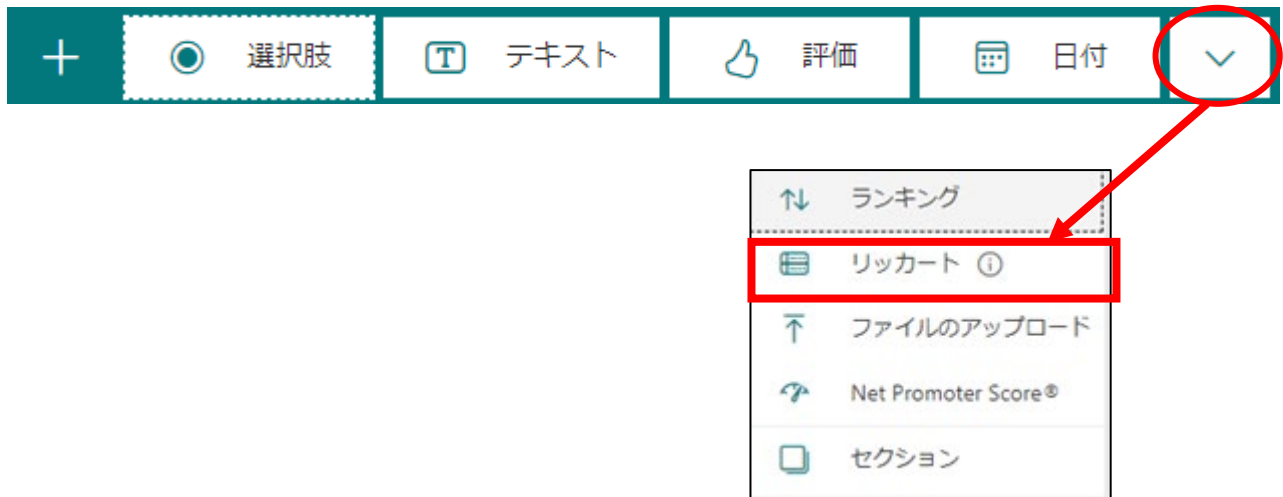 選択肢 テキスト 評価 日付
ランキング
リッカート
ファイルのアップロード
Net Promoter Score®
セクション